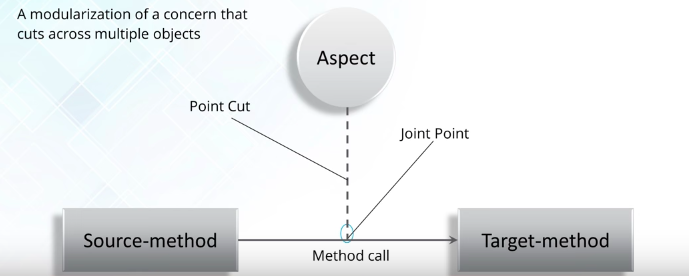 A modularization of a concern that
cuts across multiple objects
Aspect
Point Cut
Joint Point
Source-method
Target-method
Method call